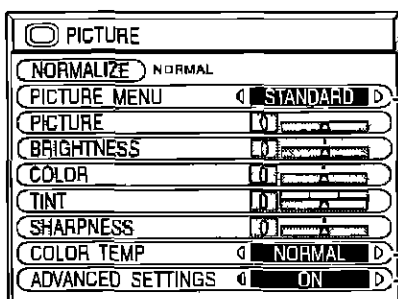 PICTURE
NORMALIZE NORMAL
PICTURE MENU STANDARD
PICTURE 0
BRIGHTNESS 0
COLOR 0
TINT 0
SHARPNESS 0
COLOR TEMP NORMAL
ADVANCED SETTINGS ON